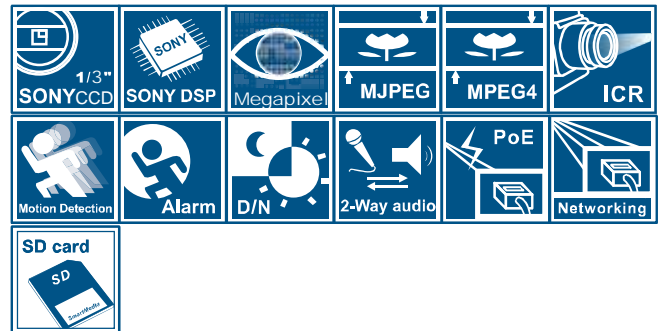 1/3"
SONYCCD
SONY
SONY DSP
Megapixel
MJPEG
MPEG4
ICR
Motion Detection
Alarm
D/N
2-Way audio
PoE
Networking
SD card
SD
SmartMedia